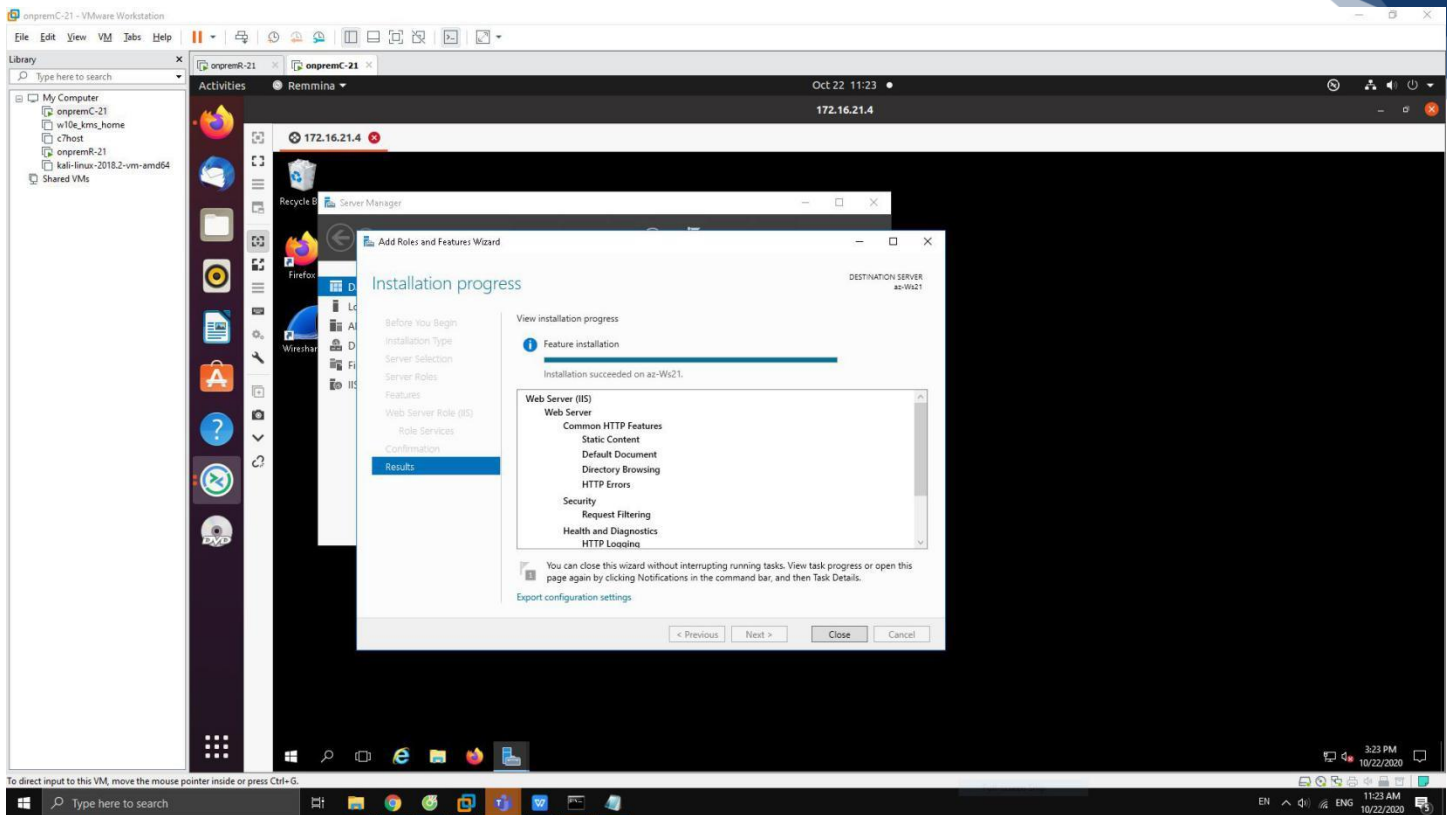 onpremC-21 - VMware Workstation
File Edit View VM Tabs Help
Library
Type here to search
My Computer
onpremC-21
w10e_kms_home
c7host
onpremR-21
kali-linux-2018.2-vm-amd64
Shared VMs
onpremR-21
onpremC-21
Activities
Remmina
Oct 22 11:23
172.16.21.4
172.16.21.4
Recycle B
Firefox
Wireshar
Server Manager
D
Lo
Al
D
Fi
IIS
Add Roles and Features Wizard
Installation progress
DESTINATION SERVER
az-Ws21
Before You Begin
Installation Type
Server Selection
Server Roles
Features
Web Server Role (IIS)
Role Services
Confirmation
Results
View installation progress
Feature installation
Installation succeeded on az-Ws21.
Web Server (IIS)
Web Server
Common HTTP Features
Static Content
Default Document
Directory Browsing
HTTP Errors
Security
Request Filtering
Health and Diagnostics
HTTP Logging
1
You can close this wizard without interrupting running tasks. View task progress or open this
page again by clicking Notifications in the command bar, and then Task Details.
Export configuration settings
< Previous
Next >
Close
Cancel
DVD
3:23 PM
10/22/2020
To direct input to this VM, move the mouse pointer inside or press Ctrl+G.
Type here to search
EN
ENG
11:23 AM
10/22/2020
5